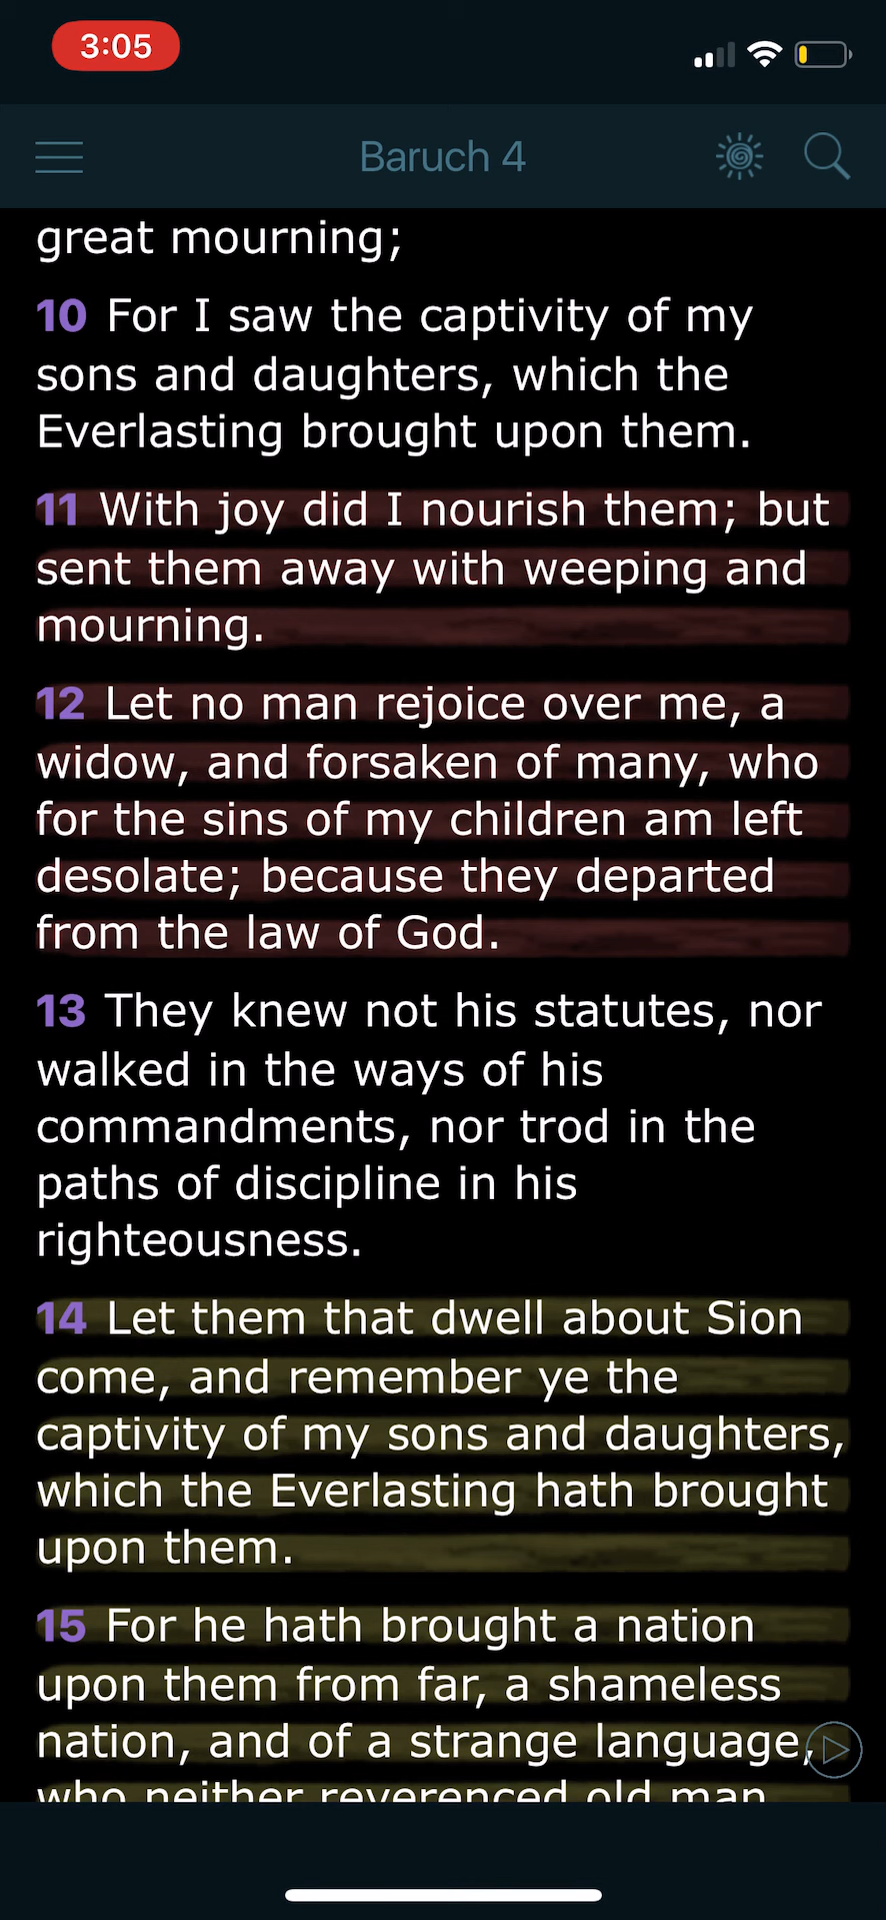 3:05
Baruch 4
great mourning;
10 For I saw the captivity of my
sons and daughters, which the
Everlasting brought upon them.
11 With joy did I nourish them; but
sent them away with weeping and
mourning.
12 Let no man rejoice over me, a
widow, and forsaken of many, who
for the sins of my children am left
desolate; because they departed
from the law of God.
13 They knew not his statutes, nor
walked in the ways of his
commandments, nor trod in the
paths of discipline in his
righteousness.
14 Let them that dwell about Sion
come, and remember ye the
captivity of my sons and daughters,
which the Everlasting hath brought
upon them.
15 For he hath brought a nation
upon them from far, a shameless
nation, and of a strange language,
who neither reverenced old man